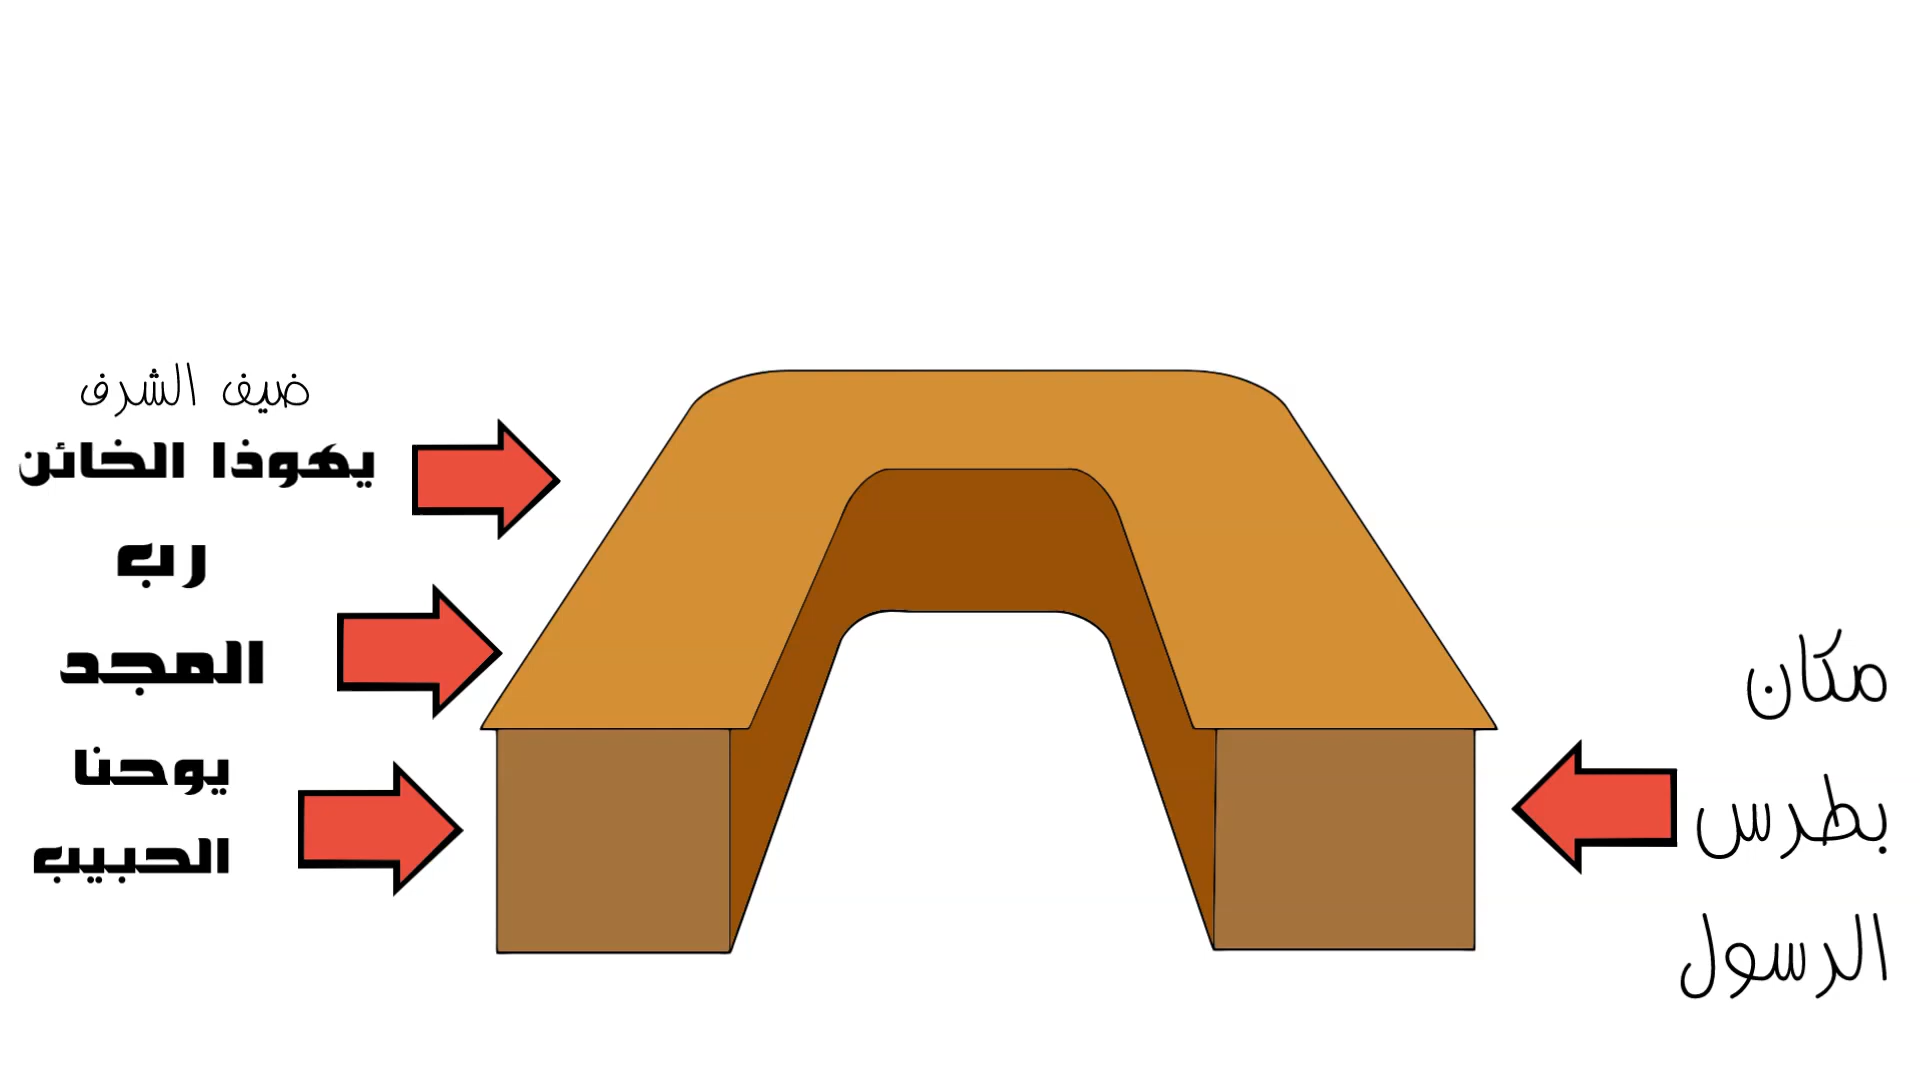 ضيف الشرف
يهوذا الخائن
رب
المجد
يوحنا
الحبيب
مكان
بطرس
الرسول